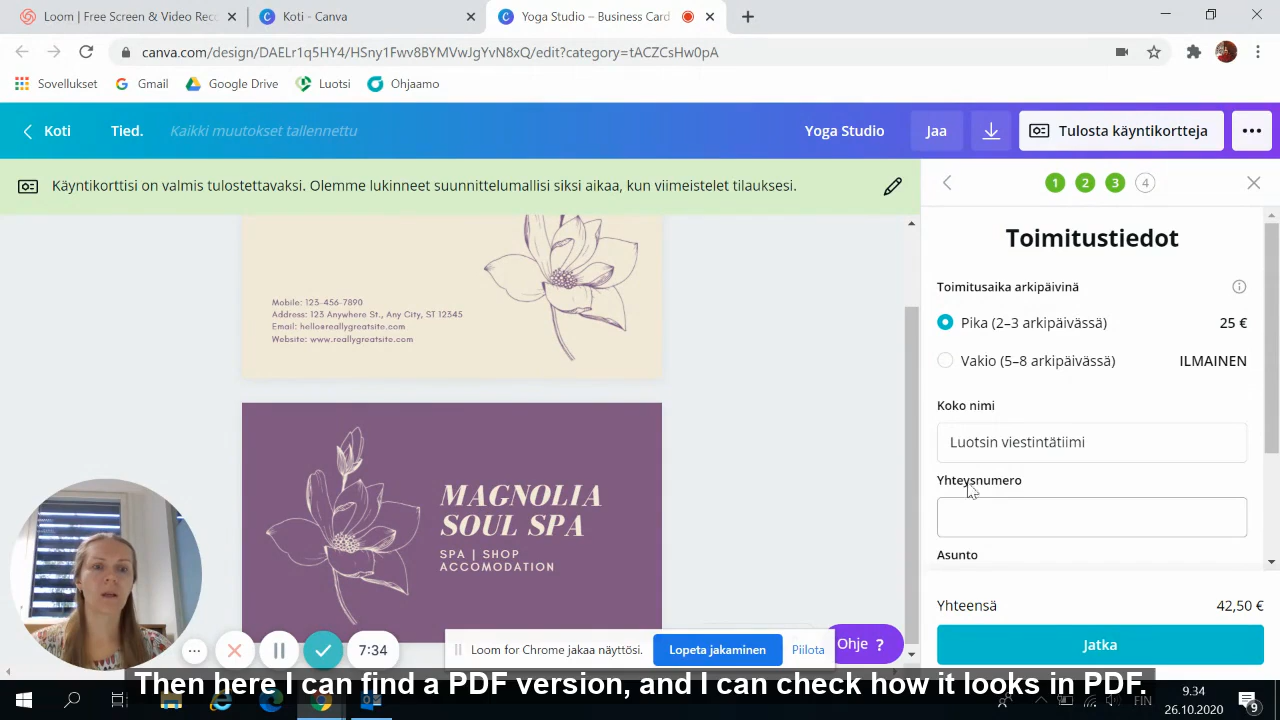 Loom | Free Screen & Video Rec
Koti - Canva
Yoga Studio – Business Card
canva.com/design/DAELr1q5HY4/HSny1Fwv8BYMVwJgYvN8xQ/edit?category=tACZCsHw0pA
Sovellukset
Gmail
Google Drive
Luotsi
Ohjaamo
Koti
Tied.
Kaikki muutokset tallennettu
Yoga Studio
Jaa
Tulosta käyntikortteja
Käyntikorttisi on valmis tulostettavaksi. Olemme lukinneet suunnittelumallisi siksi aikaa, kun viimeistelet tilauksesi.
1 2 3 4
Toimitustiedot
Toimitusaika arkipäivinä
Pika (2–3 arkipäivässä)
25 €
Vakio (5–8 arkipäivässä)
ILMAINEN
Koko nimi
Luotsin viestintätiimi
Yhteysnumero
Asunto
Yhteensä
42,50 €
Jatka
Mobile: 123-456-7890
Address: 123 Anywhere St., Any City, ST 12345
Email: hello@reallygreatsite.com
Website: www.reallygreatsite.com
MAGNOLIA
SOUL SPA
SPA | SHOP
ACCOMODATION
7:34
Loom for Chrome jakaa näyttösi.
Lopeta jakaminen
Piilota
Ohje ?
Then here I can find a PDF version, and I can check how it looks in PDF.
FIN
9.34
26.10.2020
9